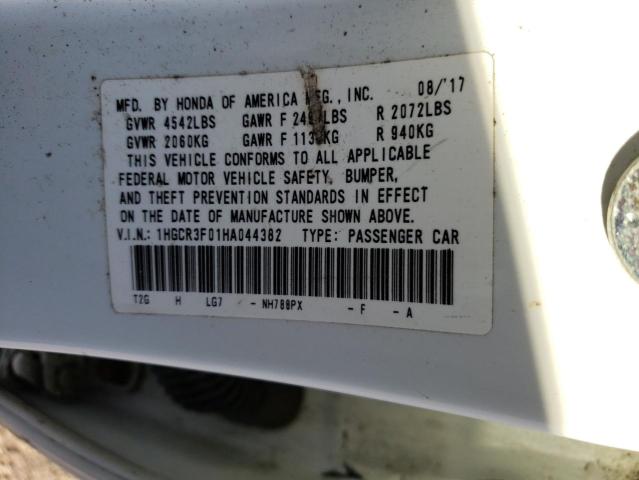 MFD. BY HONDA OF AMERICA MFG., INC. 08/'17
GVWR 4542LBS GAWR F R 2072LBS
GVWR 2060KG GAWR F R 940KG
THIS VEHICLE CONFORMS TO ALL APPLICABLE
FEDERAL MOTOR VEHICLE SAFETY, BUMPER,
AND THEFT PREVENTION STANDARDS IN EFFECT
ON THE DATE OF MANUFACTURE SHOWN ABOVE.
V.I.N.: 1HGCR3F01HA044382 TYPE: PASSENGER CAR
T2G H LG7 - NH788PX - F - A